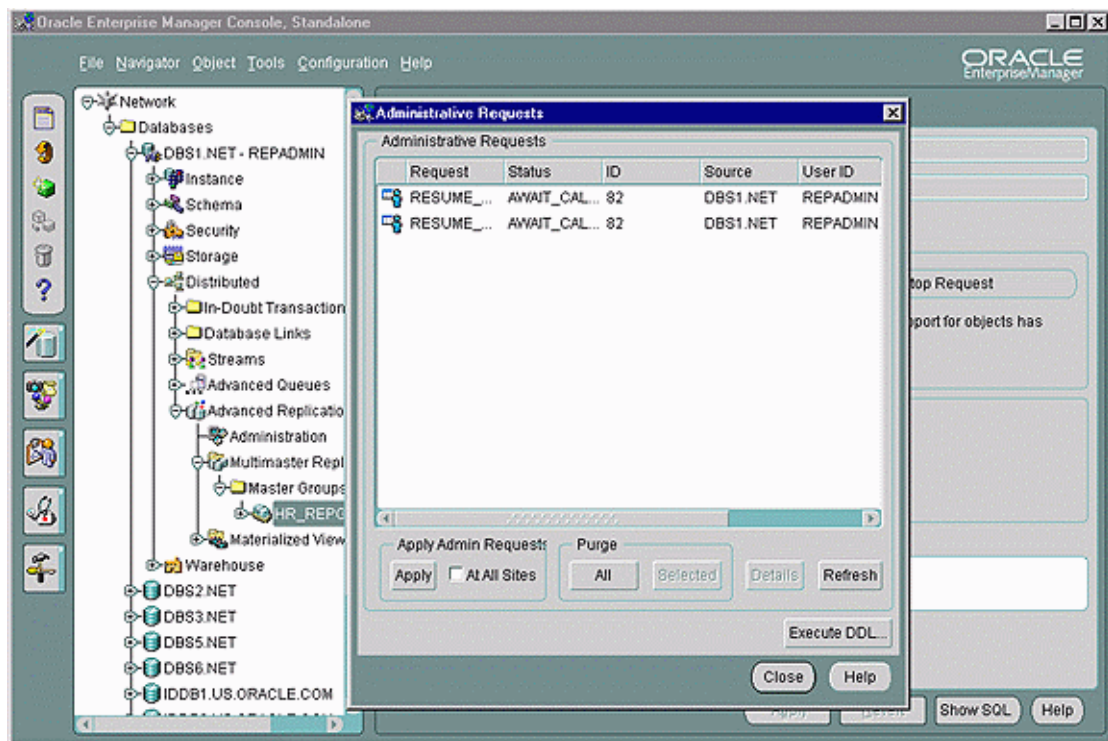 Oracle Enterprise Manager Console, Standalone
File Navigator Object Tools Configuration Help
ORACLE
EnterpriseManager
Network
Databases
DBS1.NET - REPADMIN
Instance
Schema
Security
Storage
Distributed
In-Doubt Transaction
Database Links
Streams
Advanced Queues
Advanced Replicatio
Administration
Multimaster Repl
Master Groups
HR_REPO
Materialized View
Warehouse
DBS2.NET
DBS3.NET
DBS5.NET
DBS6.NET
IDDB1.US.ORACLE.COM
Administrative Requests
Administrative Requests
Request Status ID Source User ID
RESUME_... AWAIT_CAL... 82 DBS1.NET REPADMIN
RESUME_... AWAIT_CAL... 82 DBS1.NET REPADMIN
Apply Admin Requests
Apply At All Sites
Purge
All Selected
Details Refresh
Execute DDL...
Close Help
top Request
pport for objects has
Apply Revert Show SQL Help